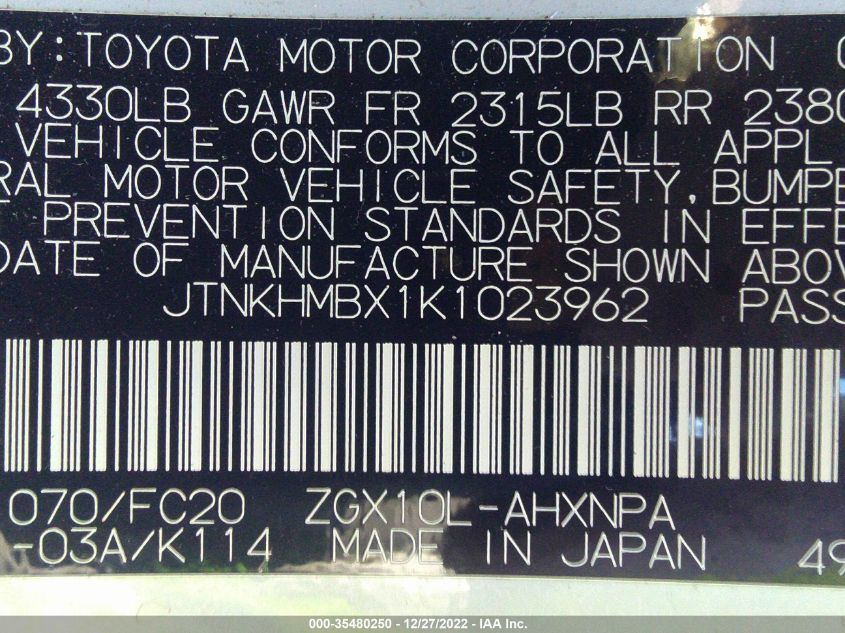 BY: TOYOTA MOTOR CORPORATION
4330LB GAWR FR 2315LB RR 2380
VEHICLE CONFORMS TO ALL APPL
RAL MOTOR VEHICLE SAFETY, BUMPE
PREVENTION STANDARDS IN EFFE
DATE OF MANUFACTURE SHOWN ABOV
JTNKHMBX1K1023962 PASS
070/FC20 ZGX10L-AHXNPA
-03A/K114 MADE IN JAPAN 49
000-35480250 - 12/27/2022 - IAA Inc.